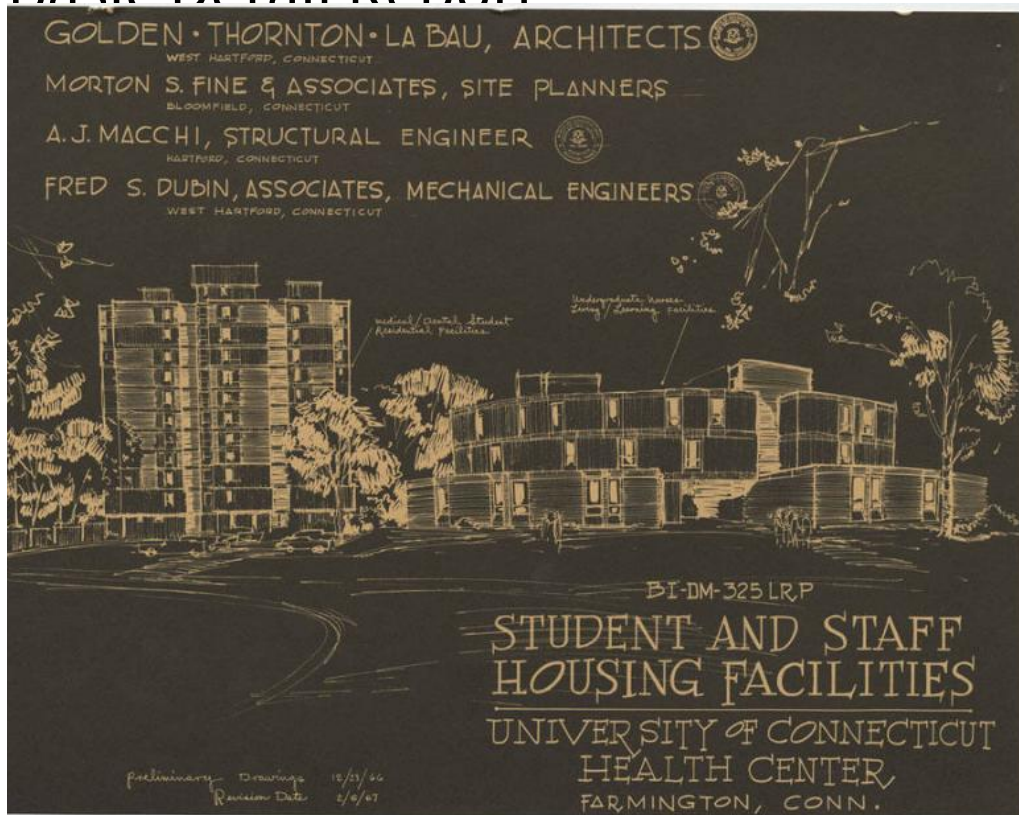 GOLDEN • THORNTON • LA BAU, ARCHITECTS
WEST HARTFORD, CONNECTICUT
MORTON S. FINE & ASSOCIATES, SITE PLANNERS
BLOOMFIELD, CONNECTICUT
A. J. MACCHI, STRUCTURAL ENGINEER
HARTFORD, CONNECTICUT
FRED S. DUBIN, ASSOCIATES, MECHANICAL ENGINEERS
WEST HARTFORD, CONNECTICUT
medical / Dental Student
Residential Facilities
Undergraduate Nurses
Living / Learning facilities
BI-DM-325 LRP
STUDENT AND STAFF
HOUSING FACILITIES
UNIVERSITY OF CONNECTICUT
HEALTH CENTER
FARMINGTON, CONN.
preliminary Drawings 12/23/66
Revision Date 2/6/67